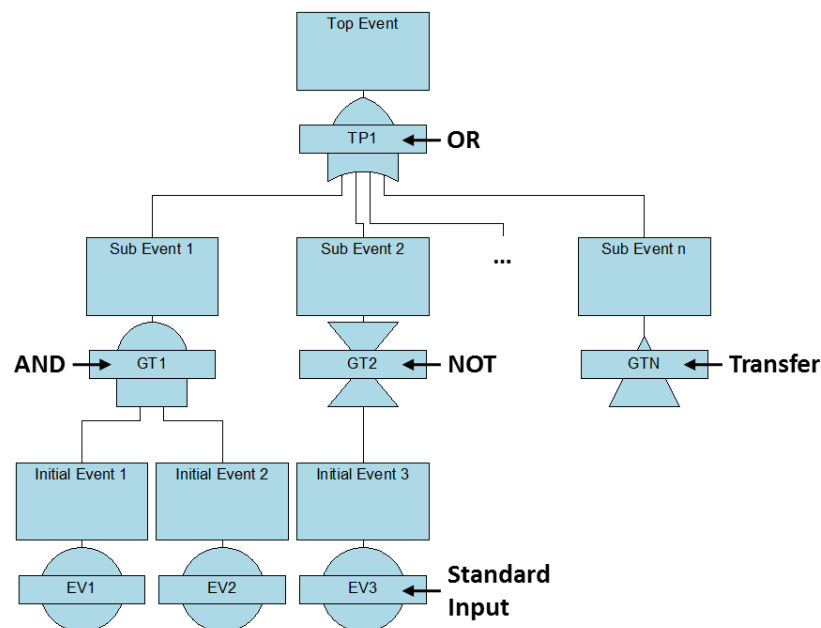 Top Event
TP1
OR
Sub Event 1
Sub Event 2
...
Sub Event n
AND
GT1
GT2
NOT
GTN
Transfer
Initial Event 1
Initial Event 2
Initial Event 3
EV1
EV2
EV3
Standard
Input